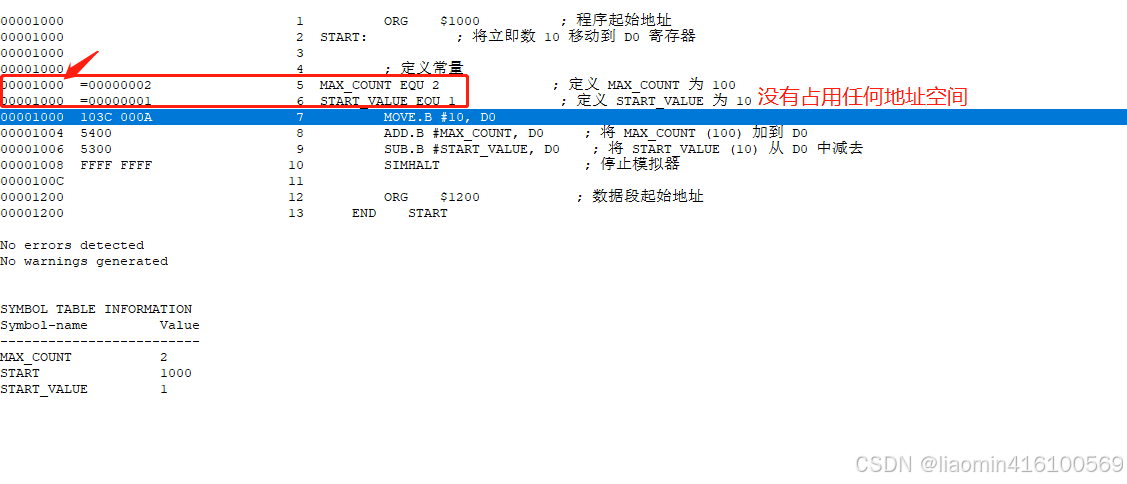 00001000 1 ORG $1000 ; 程序起始地址
00001000 2 START: ; 将立即数 10 移动到 D0 寄存器
00001000 3
00001000 4 ; 定义常量
00001000 =00000002 5 MAX_COUNT EQU 2 ; 定义 MAX_COUNT 为 100
00001000 =00000001 6 START_VALUE EQU 1 ; 定义 START_VALUE 为 10 没有占用任何地址空间
00001000 103C 000A 7 MOVE.B #10, D0
00001004 5400 8 ADD.B #MAX_COUNT, D0 ; 将 MAX_COUNT (100) 加到 D0
00001006 5300 9 SUB.B #START_VALUE, D0 ; 将 START_VALUE (10) 从 D0 中减去
00001008 FFFF FFFF 10 SIMHALT ; 停止模拟器
0000100C 11
00001200 12 ORG $1200 ; 数据段起始地址
00001200 13 END START
No errors detected
No warnings generated
SYMBOL TABLE INFORMATION
Symbol-name Value
-------------------------
MAX_COUNT 2
START 1000
START_VALUE 1
CSDN @liaomin416100569